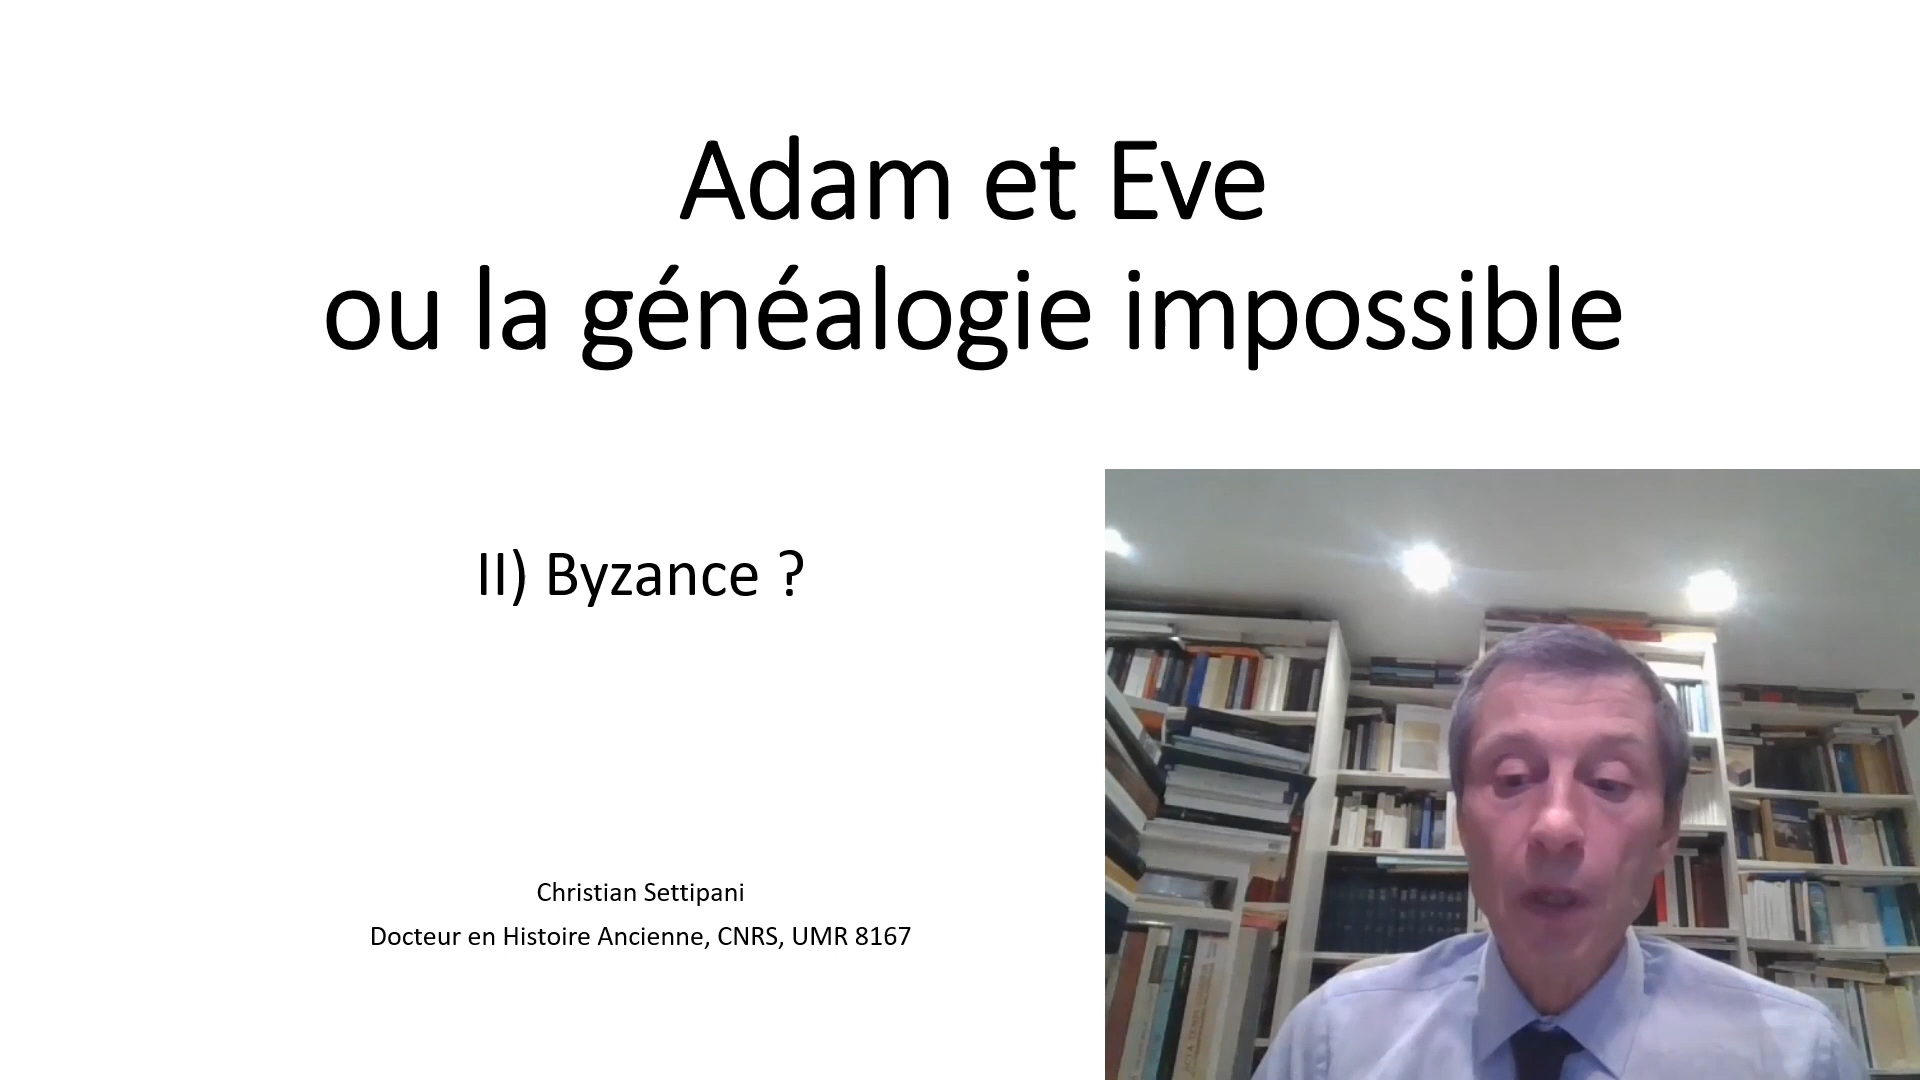 Adam et Eve
ou la généalogie impossible
II) Byzance ?
Christian Settipani
Docteur en Histoire Ancienne, CNRS, UMR 8167